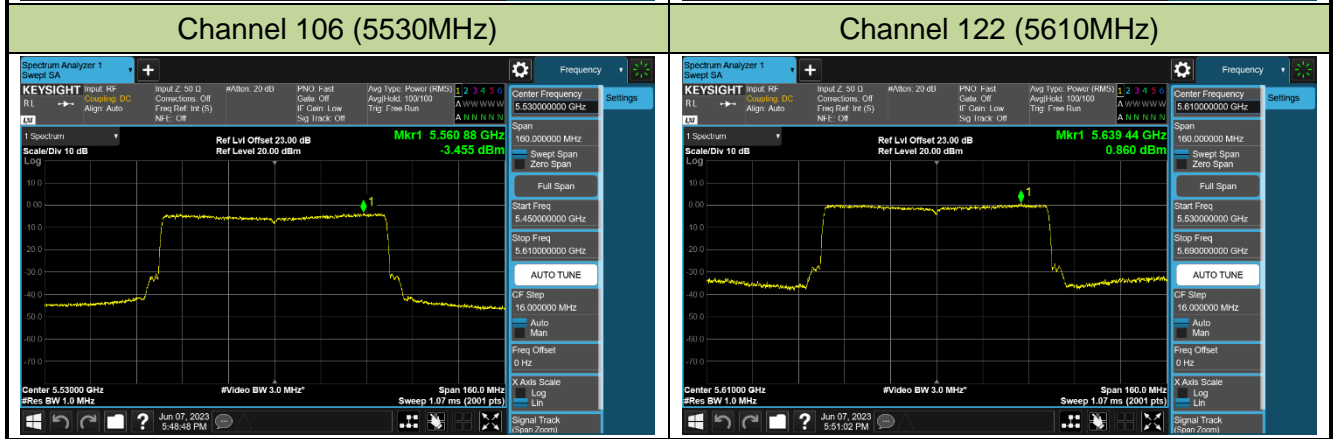 Channel 106 (5530MHz)
Spectrum Analyzer 1
Swept SA
+
Frequency
KEYSIGHT
RL
LXI
Input: RF
Coupling: DC
Align: Auto
Input Z: 50 Ω
Corrections: Off
Freq Ref: Int (S)
NFE: Off
#Atten: 20 dB
PNO: Fast
Gate: Off
IF Gain: Low
Sig Track: Off
Avg Type: Power (RMS)
Avg|Hold: 100/100
Trig: Free Run
1 2 3 4 5 6
A W W W W W
A N N N N N
1 Spectrum
Scale/Div 10 dB
Log
Ref Lvl Offset 23.00 dB
Ref Level 20.00 dBm
Mkr1 5.560 88 GHz
-3.455 dBm
10.0
0.00
-10.0
-20.0
-30.0
-40.0
-50.0
-60.0
-70.0
1
Center 5.53000 GHz
#Res BW 1.0 MHz
#Video BW 3.0 MHz*
Span 160.0 MHz
Sweep 1.07 ms (2001 pts)
Center Frequency
5.530000000 GHz
Settings
Span
160.000000 MHz
Swept Span
Zero Span
Full Span
Start Freq
5.450000000 GHz
Stop Freq
5.610000000 GHz
AUTO TUNE
CF Step
16.000000 MHz
Auto
Man
Freq Offset
0 Hz
X Axis Scale
Log
Lin
Signal Track
(Span Zoom)
?
Jun 07, 2023
5:48:48 PM
Channel 122 (5610MHz)
Spectrum Analyzer 1
Swept SA
+
Frequency
KEYSIGHT
RL
LXI
Input: RF
Coupling: DC
Align: Auto
Input Z: 50 Ω
Corrections: Off
Freq Ref: Int (S)
NFE: Off
#Atten: 20 dB
PNO: Fast
Gate: Off
IF Gain: Low
Sig Track: Off
Avg Type: Power (RMS)
Avg|Hold: 100/100
Trig: Free Run
1 2 3 4 5 6
A W W W W W
A N N N N N
1 Spectrum
Scale/Div 10 dB
Log
Ref Lvl Offset 23.00 dB
Ref Level 20.00 dBm
Mkr1 5.639 44 GHz
0.860 dBm
10.0
0.00
-10.0
-20.0
-30.0
-40.0
-50.0
-60.0
-70.0
1
Center 5.61000 GHz
#Res BW 1.0 MHz
#Video BW 3.0 MHz*
Span 160.0 MHz
Sweep 1.07 ms (2001 pts)
Center Frequency
5.610000000 GHz
Settings
Span
160.000000 MHz
Swept Span
Zero Span
Full Span
Start Freq
5.530000000 GHz
Stop Freq
5.690000000 GHz
AUTO TUNE
CF Step
16.000000 MHz
Auto
Man
Freq Offset
0 Hz
X Axis Scale
Log
Lin
Signal Track
(Span Zoom)
?
Jun 07, 2023
5:51:02 PM